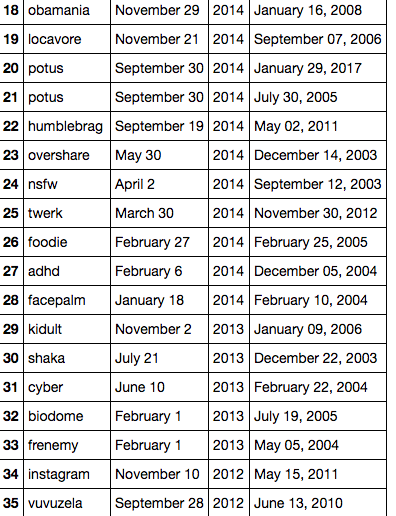 18 obamania November 29 2014 January 16, 2008
19 locavore November 21 2014 September 07, 2006
20 potus September 30 2014 January 29, 2017
21 potus September 30 2014 July 30, 2005
22 humblebrag September 19 2014 May 02, 2011
23 overshare May 30 2014 December 14, 2003
24 nsfw April 2 2014 September 12, 2003
25 twerk March 30 2014 November 30, 2012
26 foodie February 27 2014 February 25, 2005
27 adhd February 6 2014 December 05, 2004
28 facepalm January 18 2014 February 10, 2004
29 kidult November 2 2013 January 09, 2006
30 shaka July 21 2013 December 22, 2003
31 cyber June 10 2013 February 22, 2004
32 biodome February 1 2013 July 19, 2005
33 frenemy February 1 2013 May 05, 2004
34 instagram November 10 2012 May 15, 2011
35 vuvuzela September 28 2012 June 13, 2010